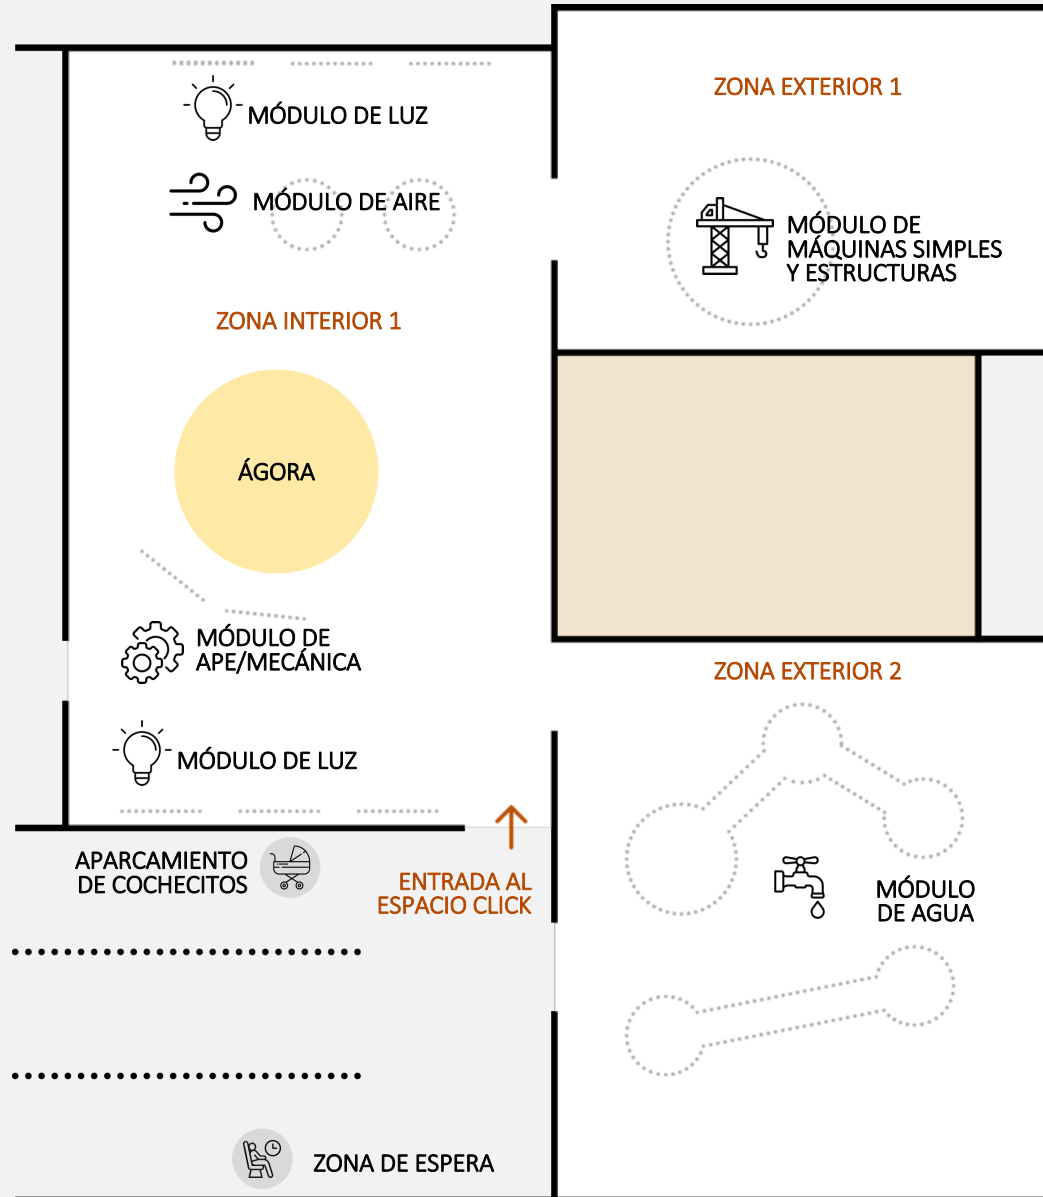 ZONA EXTERIOR 1
MÓDULO DE LUZ
MÓDULO DE AIRE
MÓDULO DE
MÁQUINAS SIMPLES
Y ESTRUCTURAS
ZONA INTERIOR 1
ÁGORA
MÓDULO DE
APE/MECÁNICA
ZONA EXTERIOR 2
MÓDULO DE LUZ
APARCAMIENTO
DE COCHECITOS
ENTRADA AL
ESPACIO CLICK
MÓDULO
DE AGUA
ZONA DE ESPERA